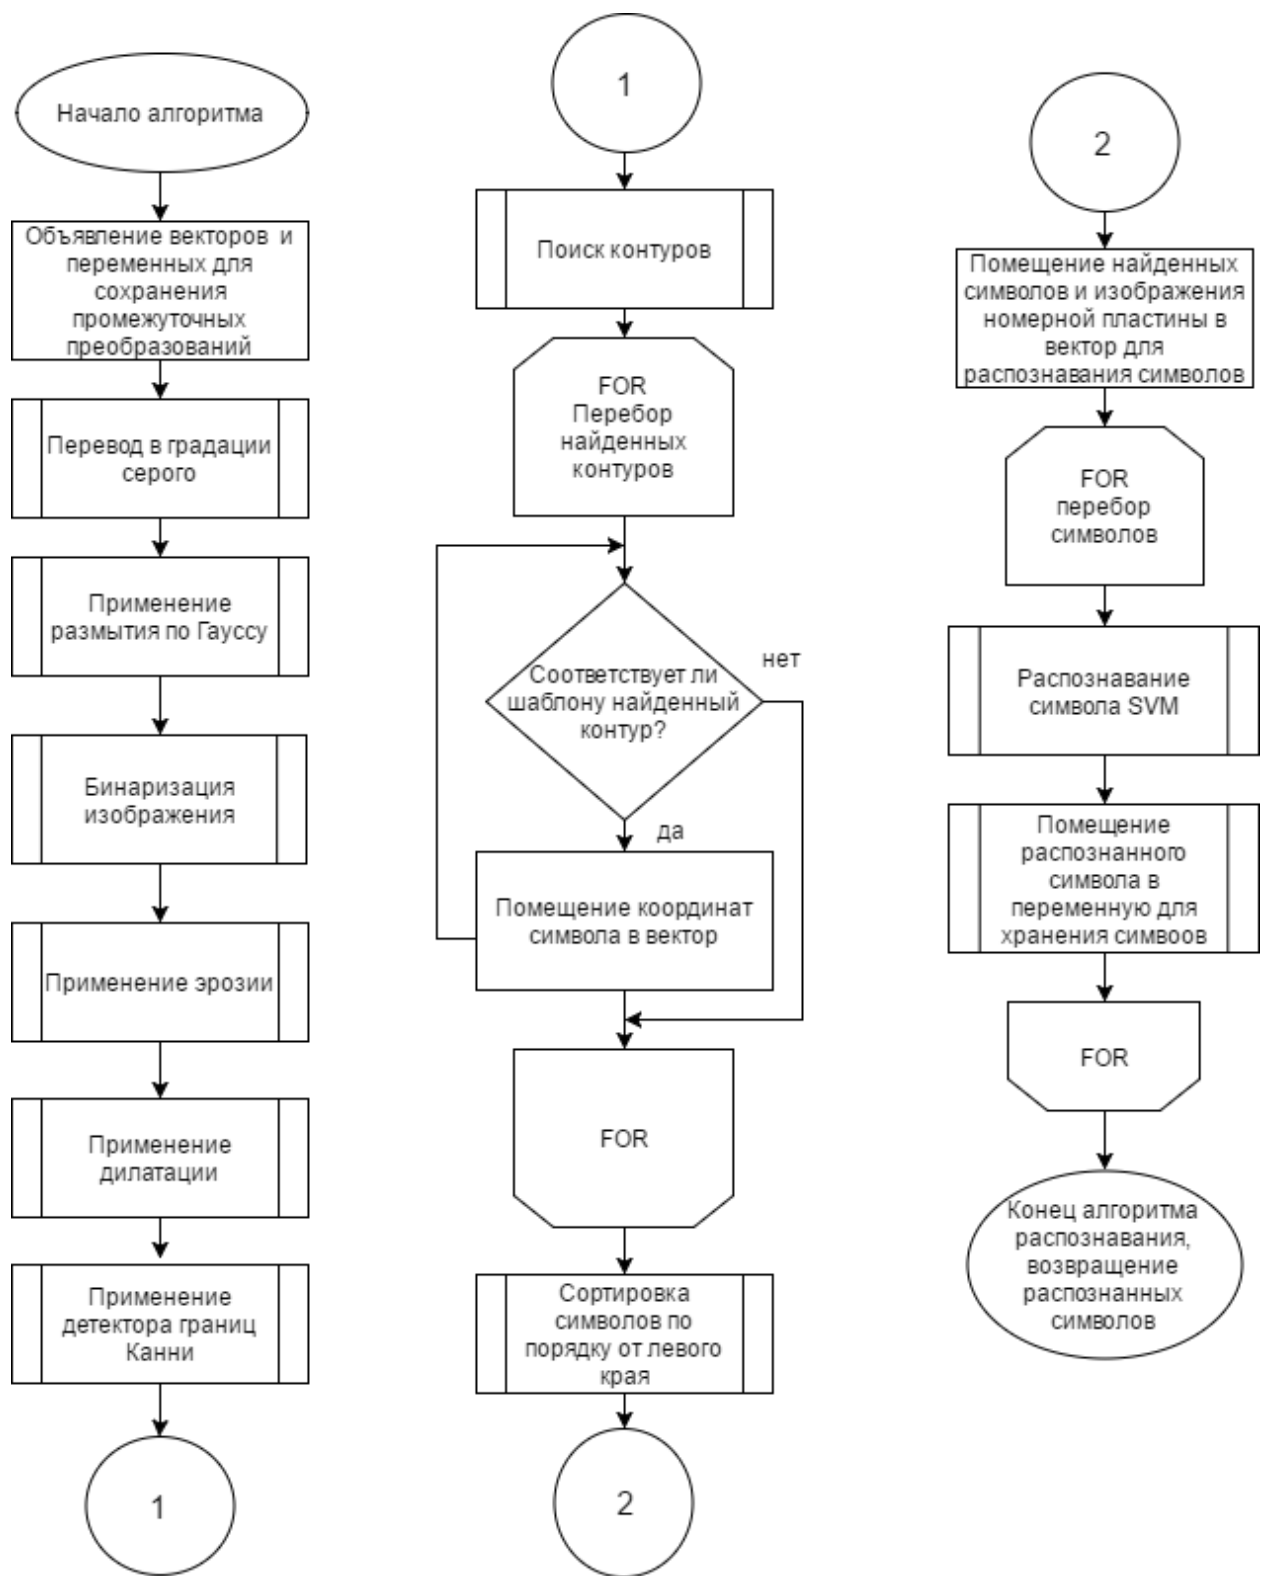 Начало алгоритма
Объявление векторов и
переменных для
сохранения
промежуточных
преобразований
Перевод в градации
серого
Применение
размытия по Гауссу
Бинаризация
изображения
Применение эрозии
Применение
дилатации
Применение
детектора границ
Канни
1
1
Поиск контуров
FOR
Перебор
найденных
контуров
Соответствует ли
шаблону найденный
контур?
нет
да
Помещение координат
символа в вектор
FOR
Сортировка
символов по
порядку от левого
края
2
2
Помещение найденных
символов и изображения
номерной пластины в
вектор для
распознавания символов
FOR
перебор
символов
Распознавание
символа SVM
Помещение
распознанного
символа в
переменную для
хранения симвоов
FOR
Конец алгоритма
распознавания,
возвращение
распознанных
символов